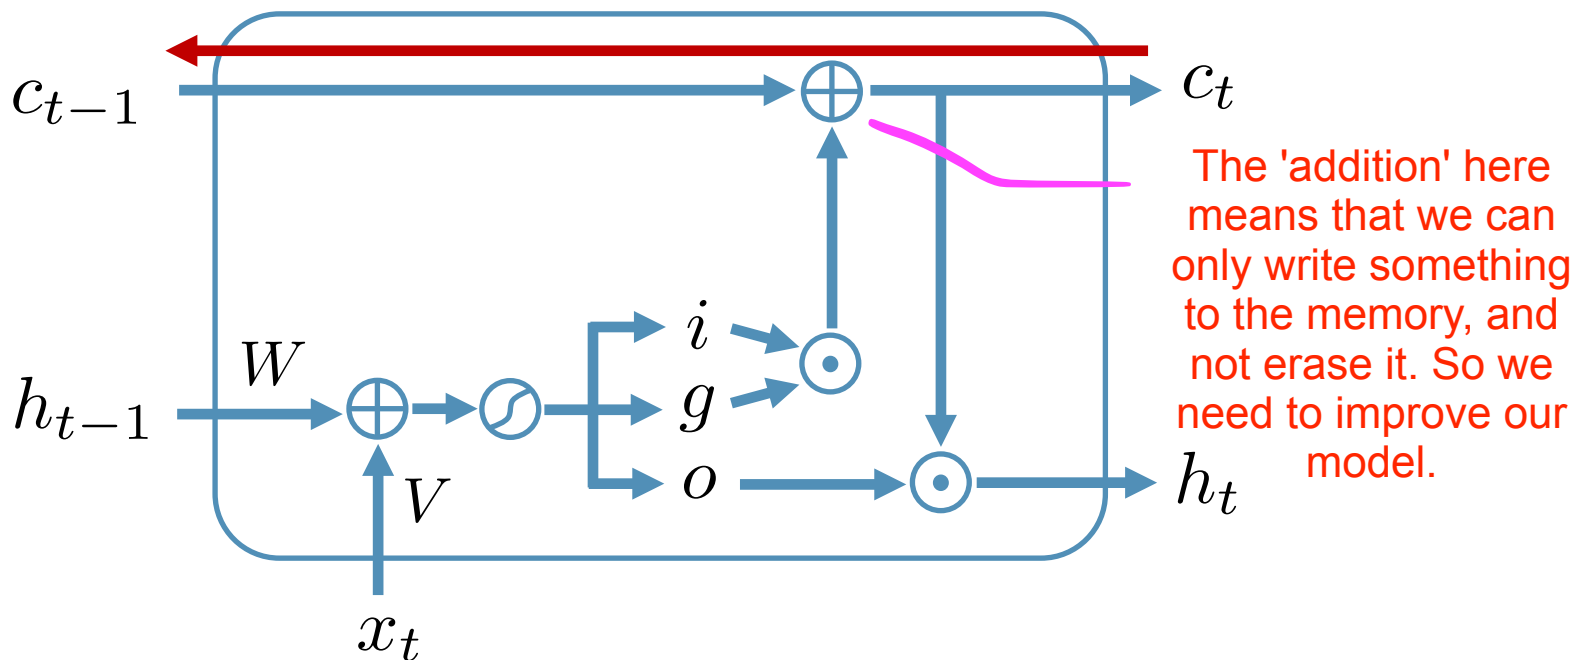 c_{t-1}
c_t
The 'addition' here
means that we can
only write something
to the memory, and
not erase it. So we
need to improve our
model.
i
W
g
h_{t-1}
o
V
h_t
x_t